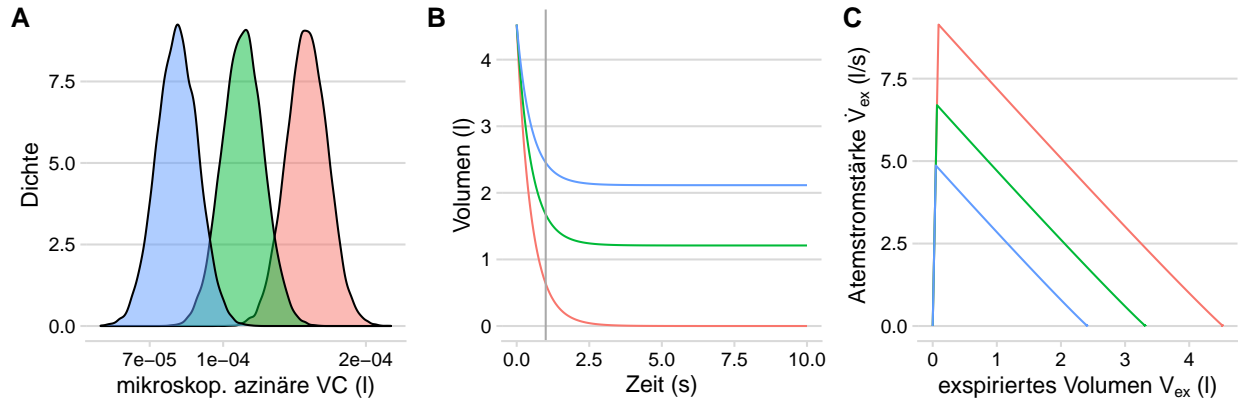 A
Dichte
7.5
5.0
2.5
0.0
7e−05
1e−04
2e−04
mikroskop. azinäre VC (l)
B
Volumen (l)
4
3
2
1
0
0.0
2.5
5.0
7.5
10.0
Zeit (s)
C
Atemstromstärke V̇ex (l/s)
7.5
5.0
2.5
0.0
0
1
2
3
4
exspiriertes Volumen Vex (l)